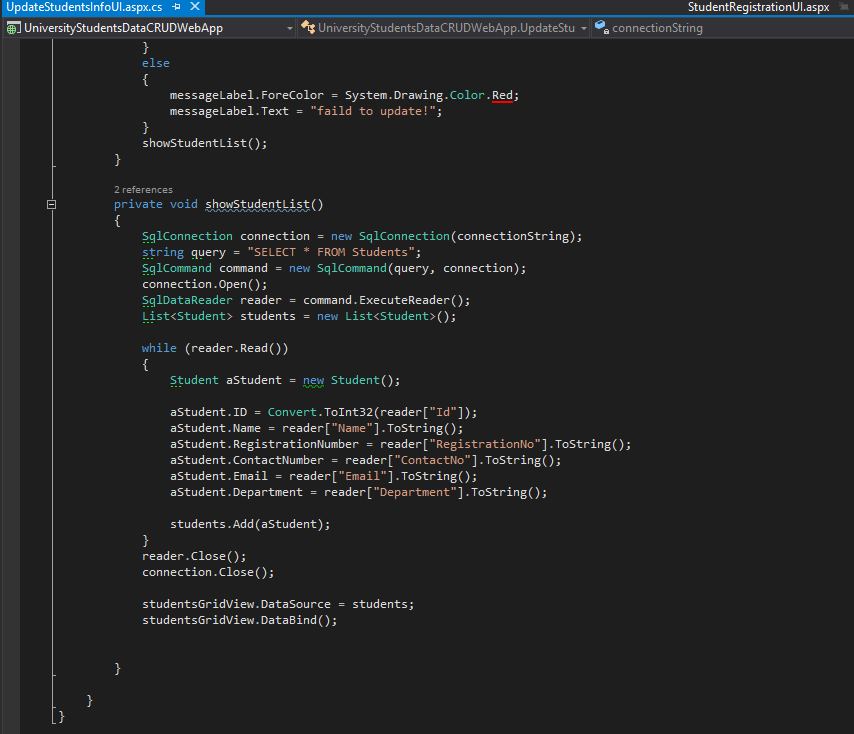 UpdateStudentsInfoUI.aspx.cs
StudentRegistrationUI.aspx
UniversityStudentsDataCRUDWebApp
UniversityStudentsDataCRUDWebApp.UpdateStu
connectionString
}
else
{
messageLabel.ForeColor = System.Drawing.Color.Red;
messageLabel.Text = "faild to update!";
}
showStudentList();
}
2 references
private void showStudentList()
{
SqlConnection connection = new SqlConnection(connectionString);
string query = "SELECT * FROM Students";
SqlCommand command = new SqlCommand(query, connection);
connection.Open();
SqlDataReader reader = command.ExecuteReader();
List<Student> students = new List<Student>();
while (reader.Read())
{
Student aStudent = new Student();
aStudent.ID = Convert.ToInt32(reader["Id"]);
aStudent.Name = reader["Name"].ToString();
aStudent.RegistrationNumber = reader["RegistrationNo"].ToString();
aStudent.ContactNumber = reader["ContactNo"].ToString();
aStudent.Email = reader["Email"].ToString();
aStudent.Department = reader["Department"].ToString();
students.Add(aStudent);
}
reader.Close();
connection.Close();
studentsGridView.DataSource = students;
studentsGridView.DataBind();
}
}
}